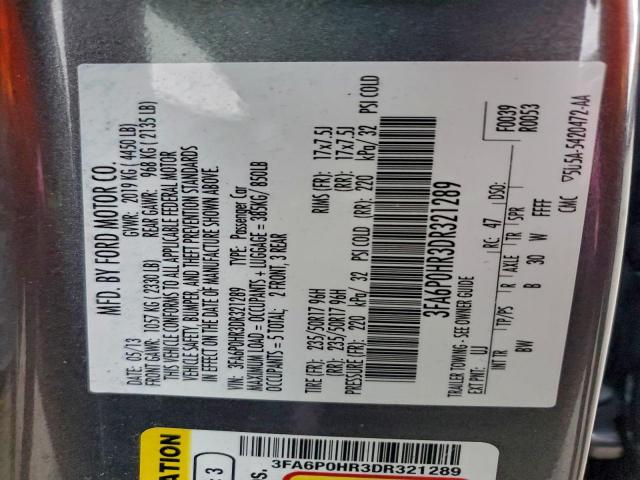 MFD. BY FORD MOTOR CO.
DATE: 05/13 GVWR: 2019 KG ( 4450 LB)
FRONT GAWR: 1057 KG ( 2330 LB) REAR GAWR: 968 KG ( 2135 LB)
THIS VEHICLE CONFORMS TO ALL APPLICABLE FEDERAL MOTOR
VEHICLE SAFETY, BUMPER, AND THEFT PREVENTION STANDARDS
IN EFFECT ON THE DATE OF MANUFACTURE SHOWN ABOVE.
VIN: 3FA6P0HR3DR321289 TYPE: Passenger Car
MAXIMUM LOAD = OCCUPANTS + LUGGAGE = 385KG/ 850LB
OCCUPANTS = 5 TOTAL; 2 FRONT, 3 REAR
TIRE (FR): 235/50R17 96H RIMS (FR): 17x7.5J
(RR): 235/50R17 96H (RR): 17x7.5J
PRESSURE (FR): 220 kPa/ 32 PSI COLD (RR): 220 kPa/ 32 PSI COLD
3FA6P0HR3DR321289
TRAILER TOWING - SEE OWNER GUIDE F0039
EXT PNT: UJ RC: 47 DSO: R0053
INT TR TP/PS R AXLE TR SPR
BW B 30 W FFFF
CMC 5U5A-5420472-AA
3FA6P0HR3DR321289
: 3